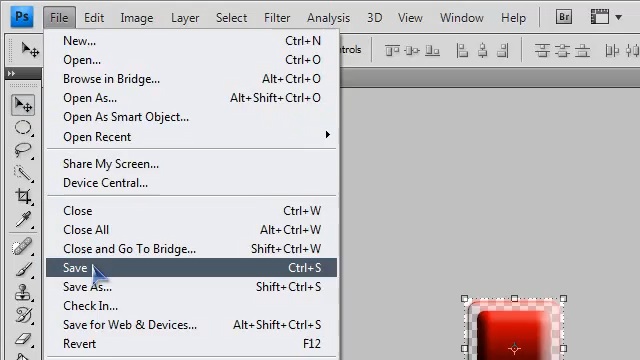 Ps File Edit Image Layer Select Filter Analysis 3D View Window Help Br
New... Ctrl+N
Open... Ctrl+O
Browse in Bridge... Alt+Ctrl+O
Open As... Alt+Shift+Ctrl+O
Open As Smart Object...
Open Recent
Share My Screen...
Device Central...
Close Ctrl+W
Close All Alt+Ctrl+W
Close and Go To Bridge... Shift+Ctrl+W
Save Ctrl+S
Save As... Shift+Ctrl+S
Check In...
Save for Web & Devices... Alt+Shift+Ctrl+S
Revert F12